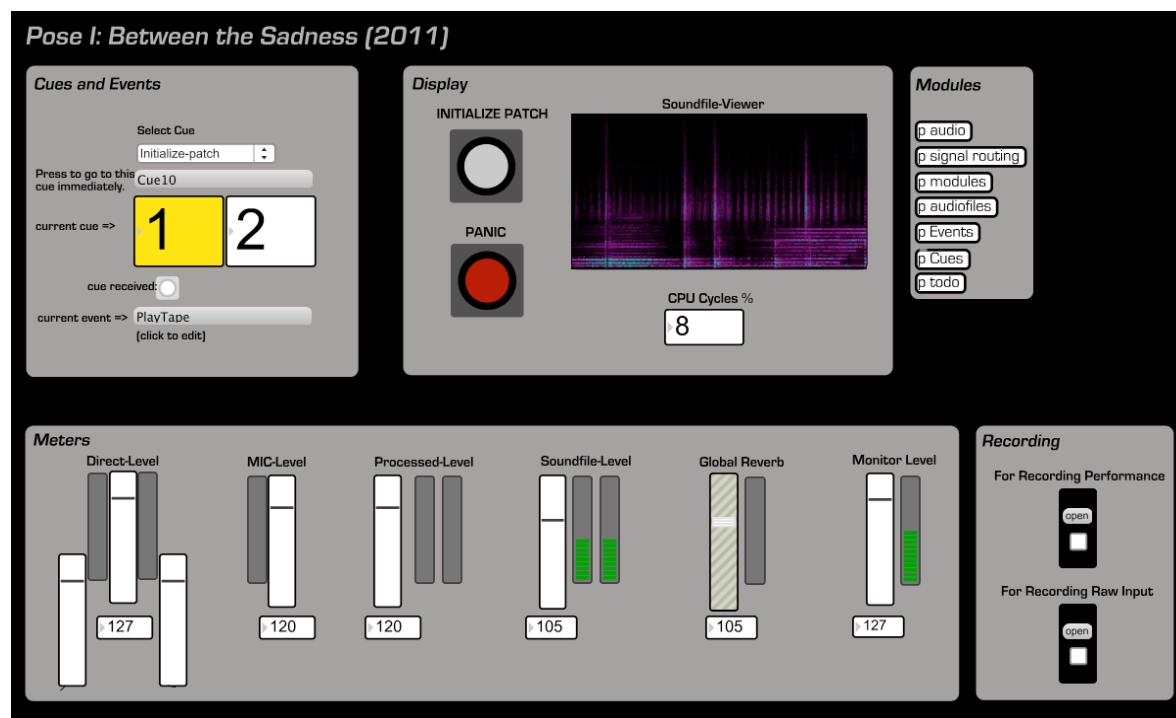 Pose I: Between the Sadness (2011)
Cues and Events
Select Cue
Initialize-patch
Press to go to this
cue immediately.
Cue10
current cue =>
1
2
cue received:
current event =>
PlayTape
(click to edit)
Display
INITIALIZE PATCH
PANIC
Soundfile-Viewer
CPU Cycles %
8
Modules
p audio
p signal routing
p modules
p audiofiles
p Events
p Cues
p todo
Meters
Direct-Level
MIC-Level
Processed-Level
Soundfile-Level
Global Reverb
Monitor Level
127
120
120
105
105
127
Recording
For Recording Performance
open
For Recording Raw Input
open